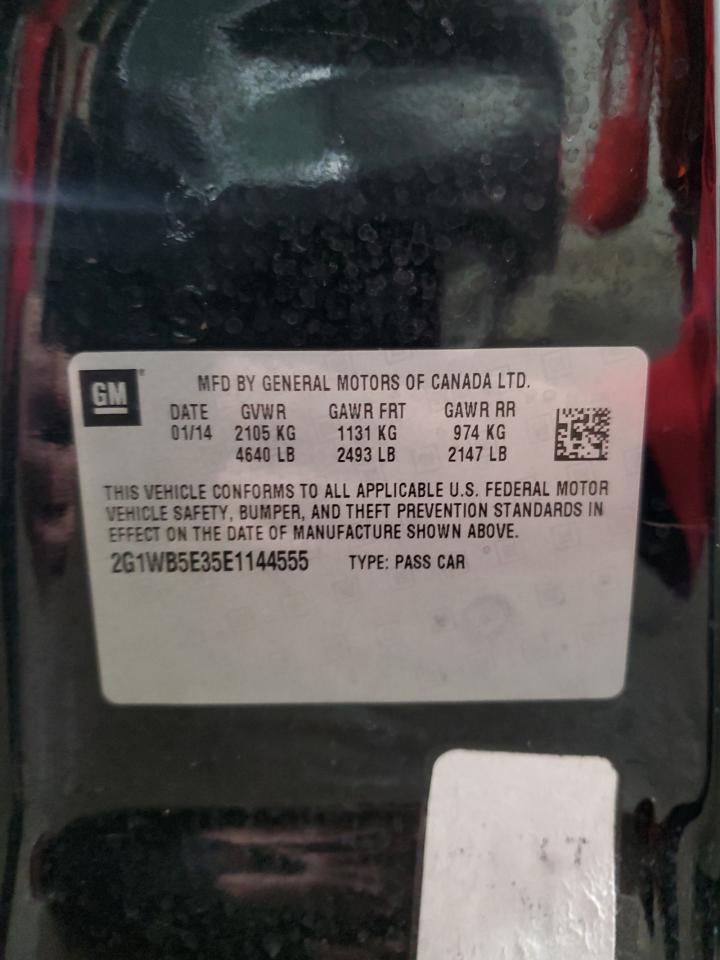 GM
MFD BY GENERAL MOTORS OF CANADA LTD.
DATE GVWR GAWR FRT GAWR RR
01/14 2105 KG 1131 KG 974 KG
4640 LB 2493 LB 2147 LB
THIS VEHICLE CONFORMS TO ALL APPLICABLE U.S. FEDERAL MOTOR
VEHICLE SAFETY, BUMPER, AND THEFT PREVENTION STANDARDS IN
EFFECT ON THE DATE OF MANUFACTURE SHOWN ABOVE.
2G1WB5E35E1144555 TYPE: PASS CAR